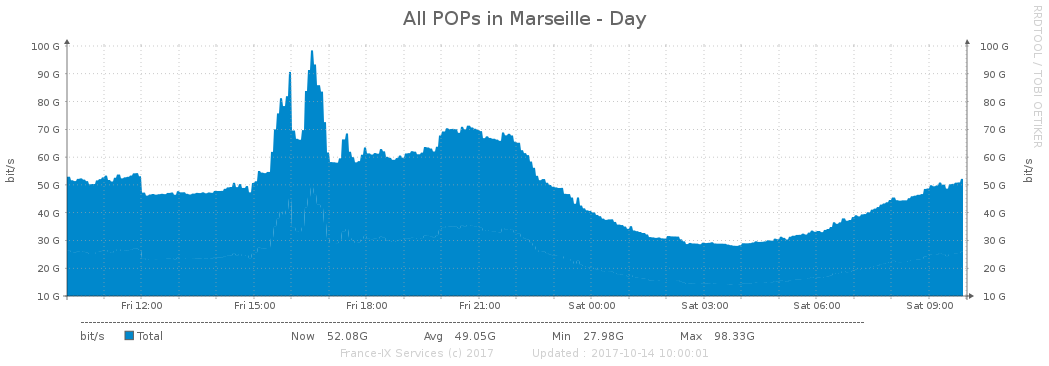 All POPs in Marseille - Day
RRDTOOL / TOBI OETIKER
100 G 100 G
90 G 90 G
80 G 80 G
70 G 70 G
60 G 60 G
50 G 50 G
40 G 40 G
30 G 30 G
20 G 20 G
10 G 10 G
bit/s bit/s
Fri 12:00 Fri 15:00 Fri 18:00 Fri 21:00 Sat 00:00 Sat 03:00 Sat 06:00 Sat 09:00
bit/s Total Now 52.08G Avg 49.05G Min 27.98G Max 98.33G
France-IX Services (c) 2017 Updated : 2017-10-14 10:00:01